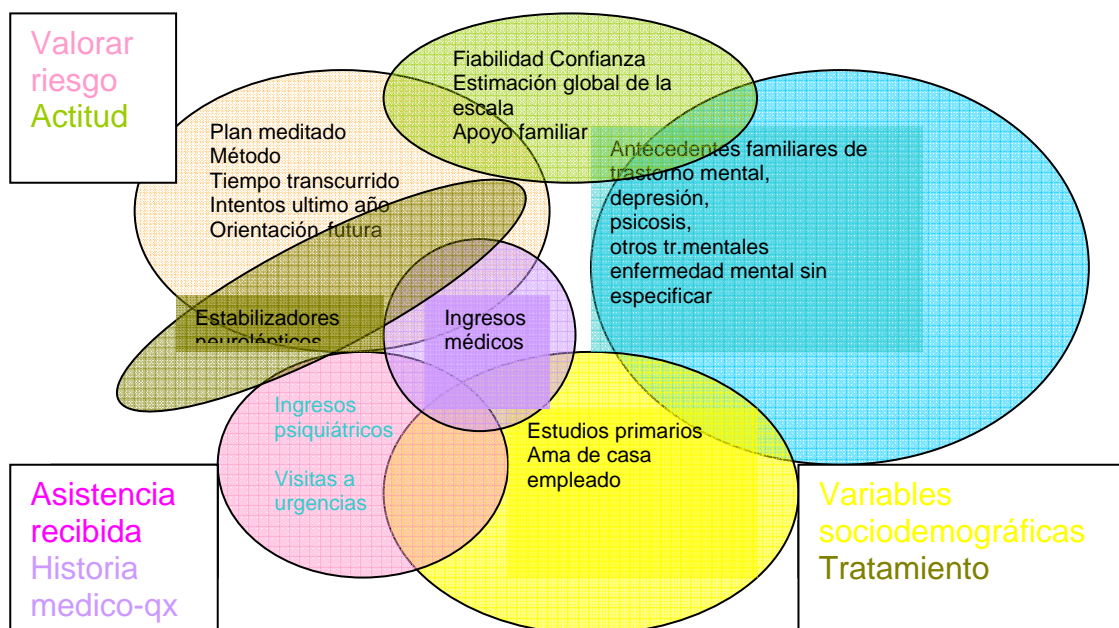 Valorar
riesgo
Actitud
Fiabilidad Confianza
Estimación global de la
escala
Apoyo familiar
Plan meditado
Método
Tiempo transcurrido
Intentos ultimo año
Orientación futura
Antecedentes familiares de
trastorno mental,
depresión,
psicosis,
otros tr.mentales
enfermedad mental sin
especificar
Estabilizadores
neurolépticos
Ingresos
médicos
Ingresos
psiquiátricos
Visitas a
urgencias
Estudios primarios
Ama de casa
empleado
Asistencia
recibida
Historia
medico-qx
Variables
sociodemográficas
Tratamiento